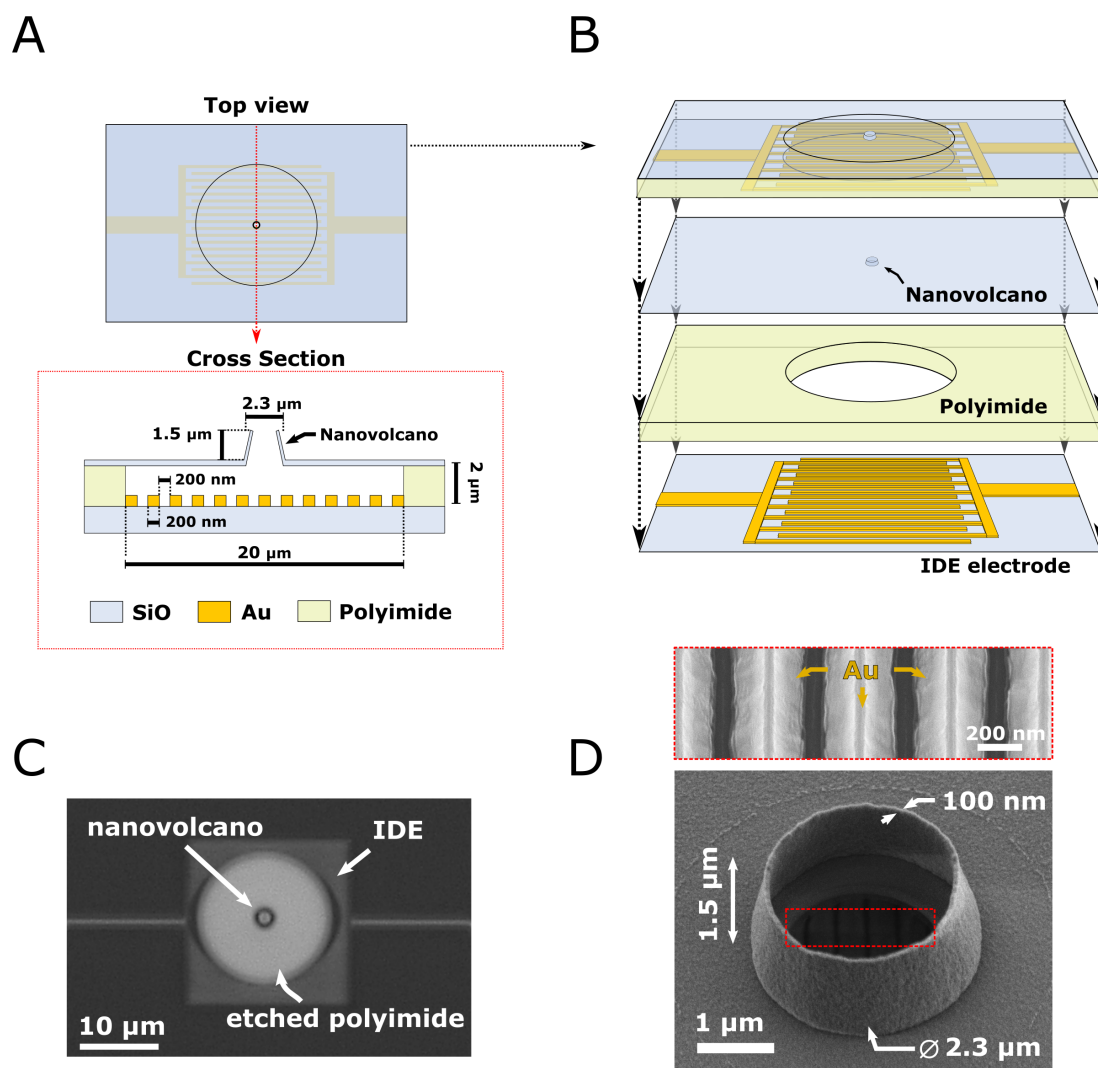 A
B
Top view
Nanovolcano
Polyimide
IDE electrode
Cross Section
2.3 µm
1.5 µm
Nanovolcano
200 nm
2 µm
200 nm
20 µm
SiO
Au
Polyimide
C
nanovolcano
IDE
etched polyimide
10 µm
D
Au
200 nm
100 nm
1.5 µm
1 µm
∅ 2.3 µm